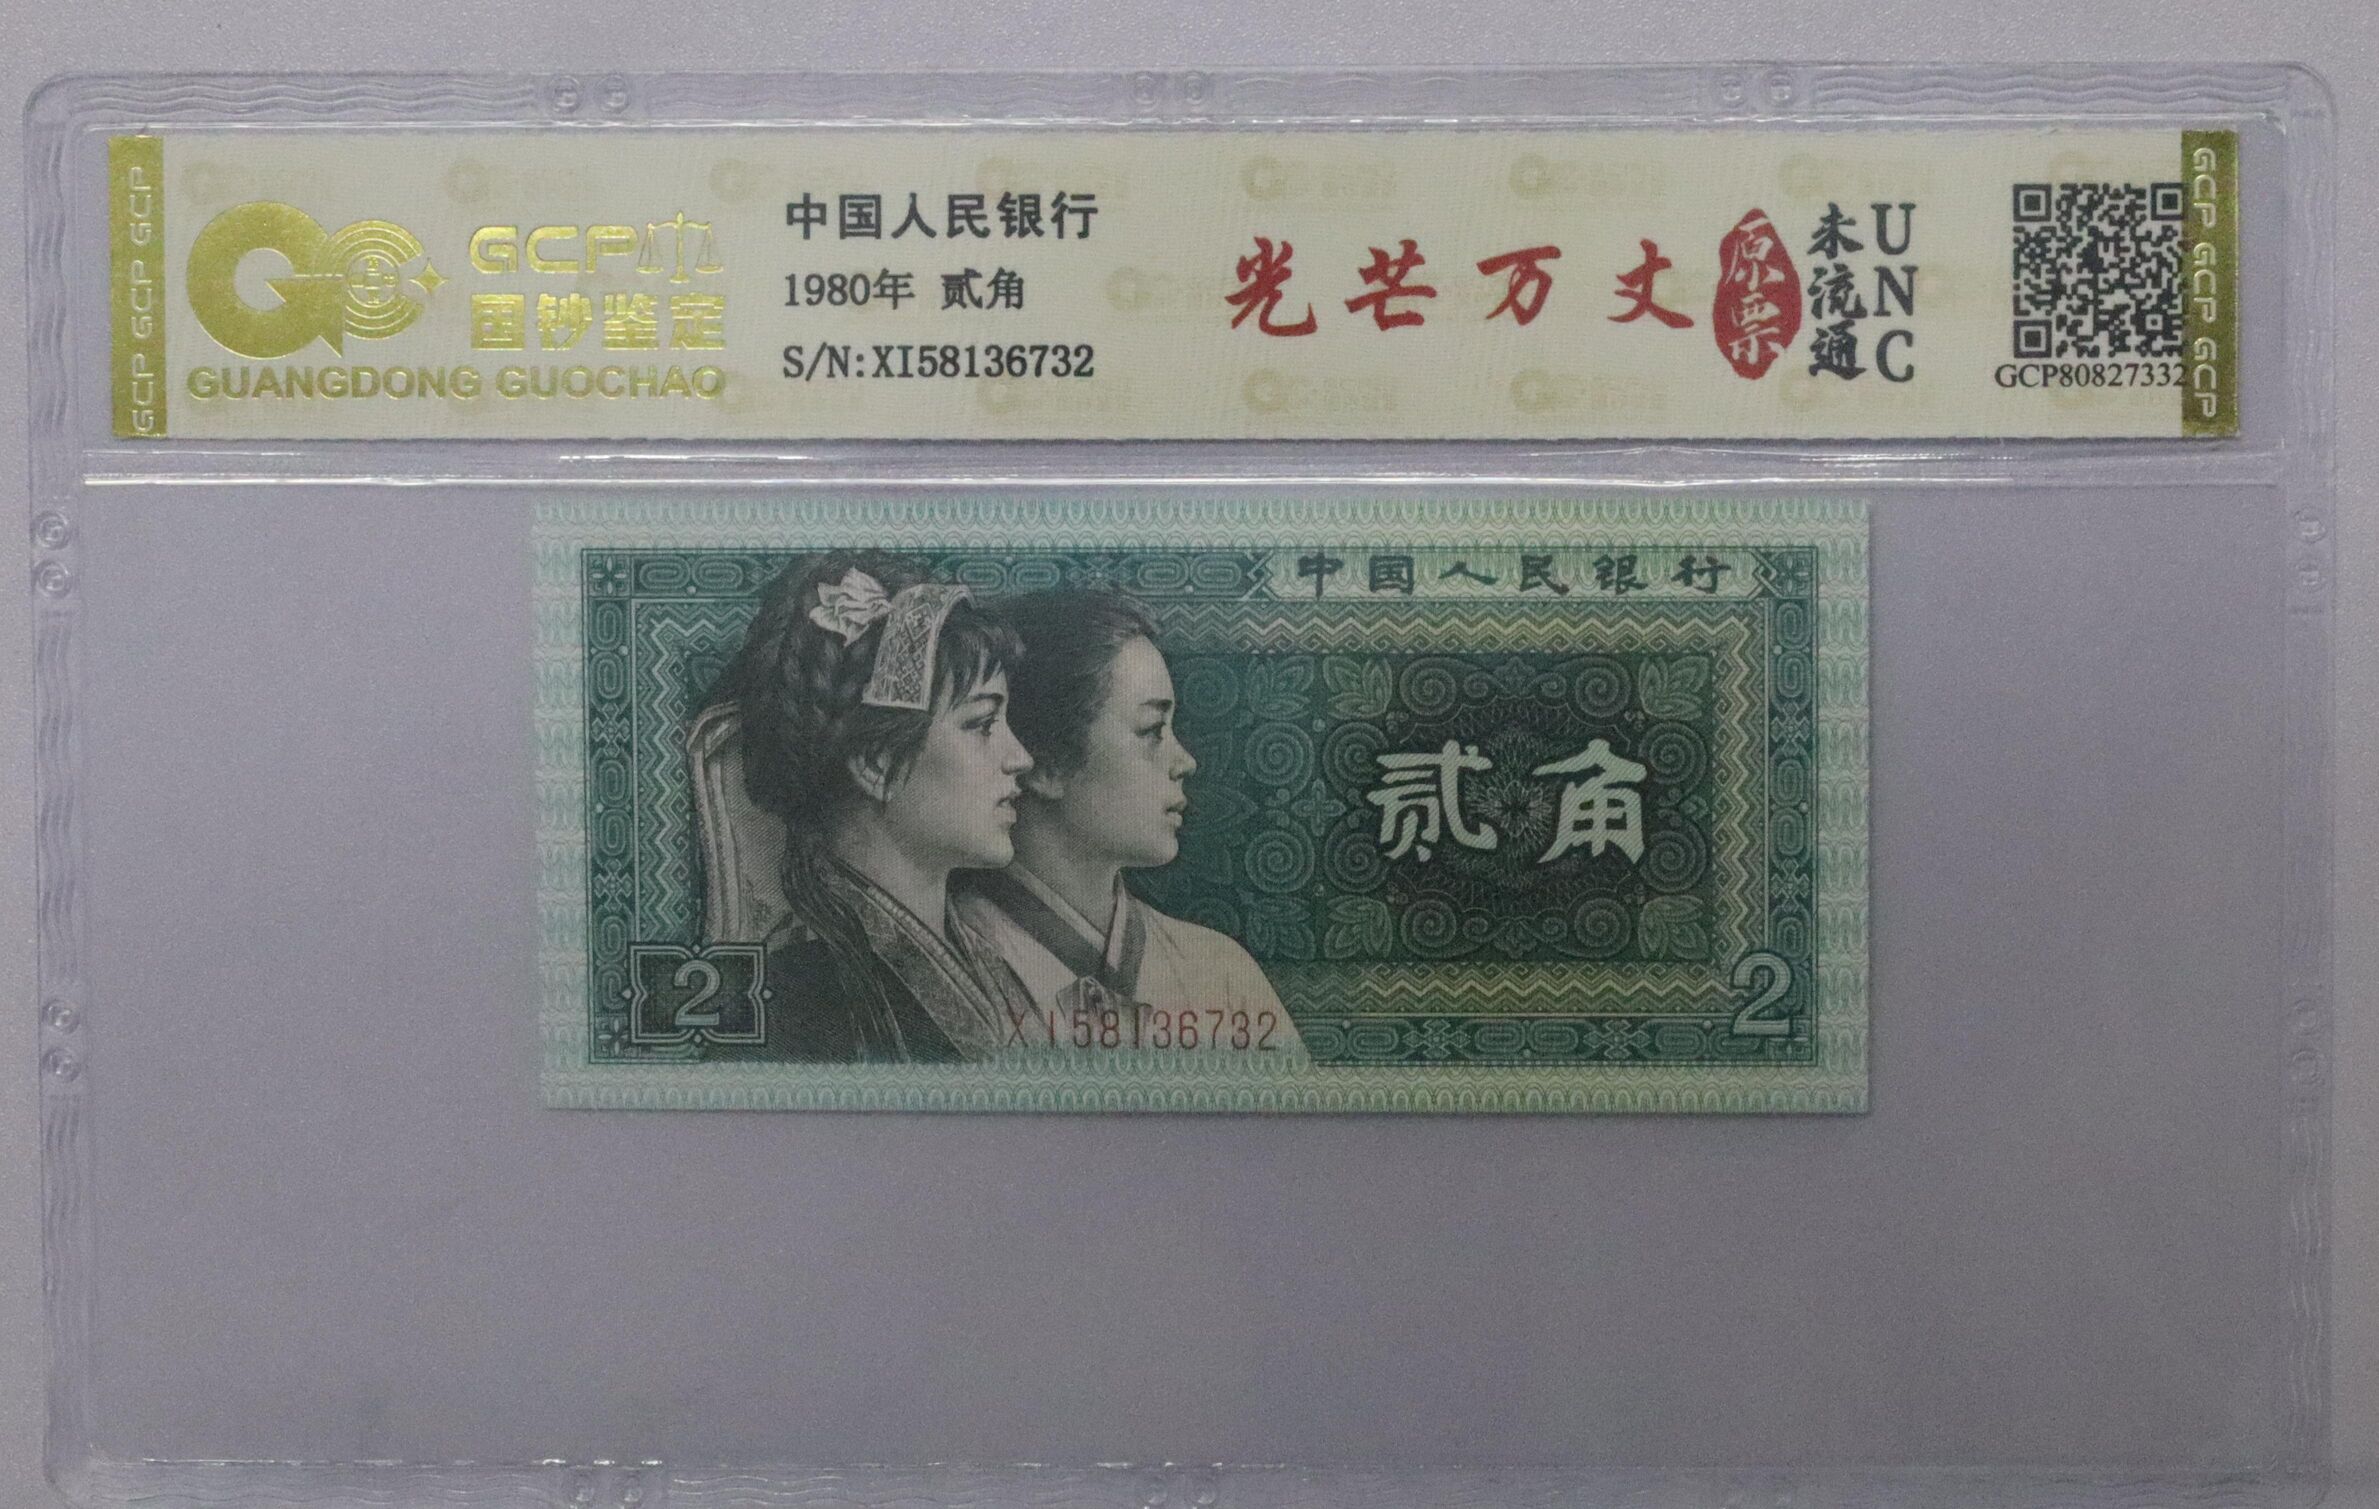 GCP GCP GCP
GCP
国钞鉴定
GUANGDONG GUOCHAO
中国人民银行
1980年 贰角
S/N:XI58136732
光芒万丈
原票
未流通
UNC
GCP80827332
GCP GCP GCP
中国人民银行
贰角
2
XI58136732
2